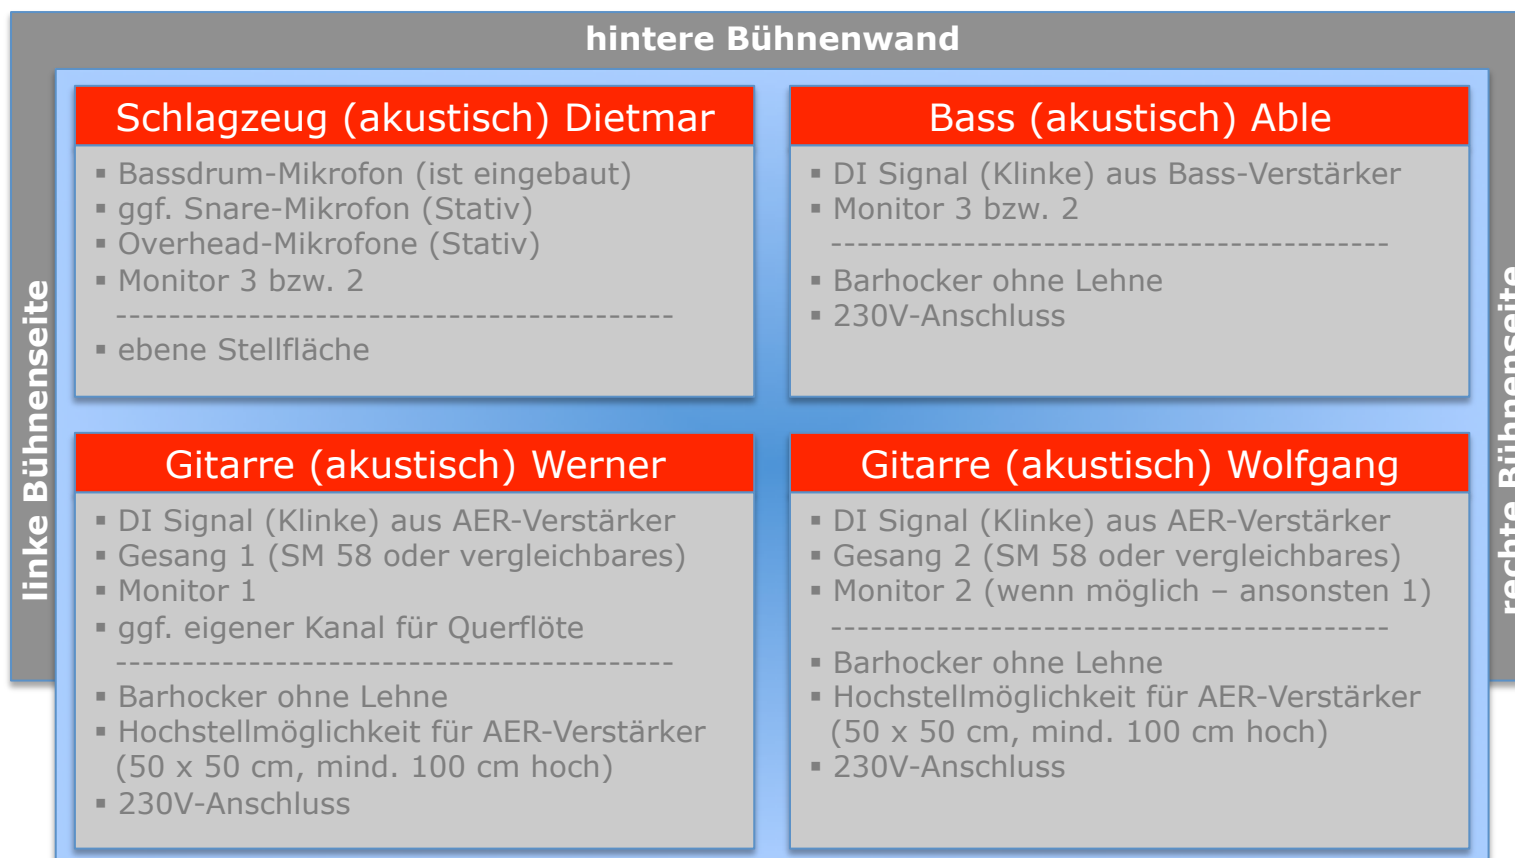 hintere Bühnenwand
linke Bühnenseite
Schlagzeug (akustisch) Dietmar
▪ Bassdrum-Mikrofon (ist eingebaut)
▪ ggf. Snare-Mikrofon (Stativ)
▪ Overhead-Mikrofone (Stativ)
▪ Monitor 3 bzw. 2
------------------------------------------
▪ ebene Stellfläche
Bass (akustisch) Able
▪ DI Signal (Klinke) aus Bass-Verstärker
▪ Monitor 3 bzw. 2
------------------------------------------
▪ Barhocker ohne Lehne
▪ 230V-Anschluss
rechte Bühnenseite
Gitarre (akustisch) Werner
▪ DI Signal (Klinke) aus AER-Verstärker
▪ Gesang 1 (SM 58 oder vergleichbares)
▪ Monitor 1
▪ ggf. eigener Kanal für Querflöte
------------------------------------------
▪ Barhocker ohne Lehne
▪ Hochstellmöglichkeit für AER-Verstärker
(50 x 50 cm, mind. 100 cm hoch)
▪ 230V-Anschluss
Gitarre (akustisch) Wolfgang
▪ DI Signal (Klinke) aus AER-Verstärker
▪ Gesang 2 (SM 58 oder vergleichbares)
▪ Monitor 2 (wenn möglich – ansonsten 1)
------------------------------------------
▪ Barhocker ohne Lehne
▪ Hochstellmöglichkeit für AER-Verstärker
(50 x 50 cm, mind. 100 cm hoch)
▪ 230V-Anschluss